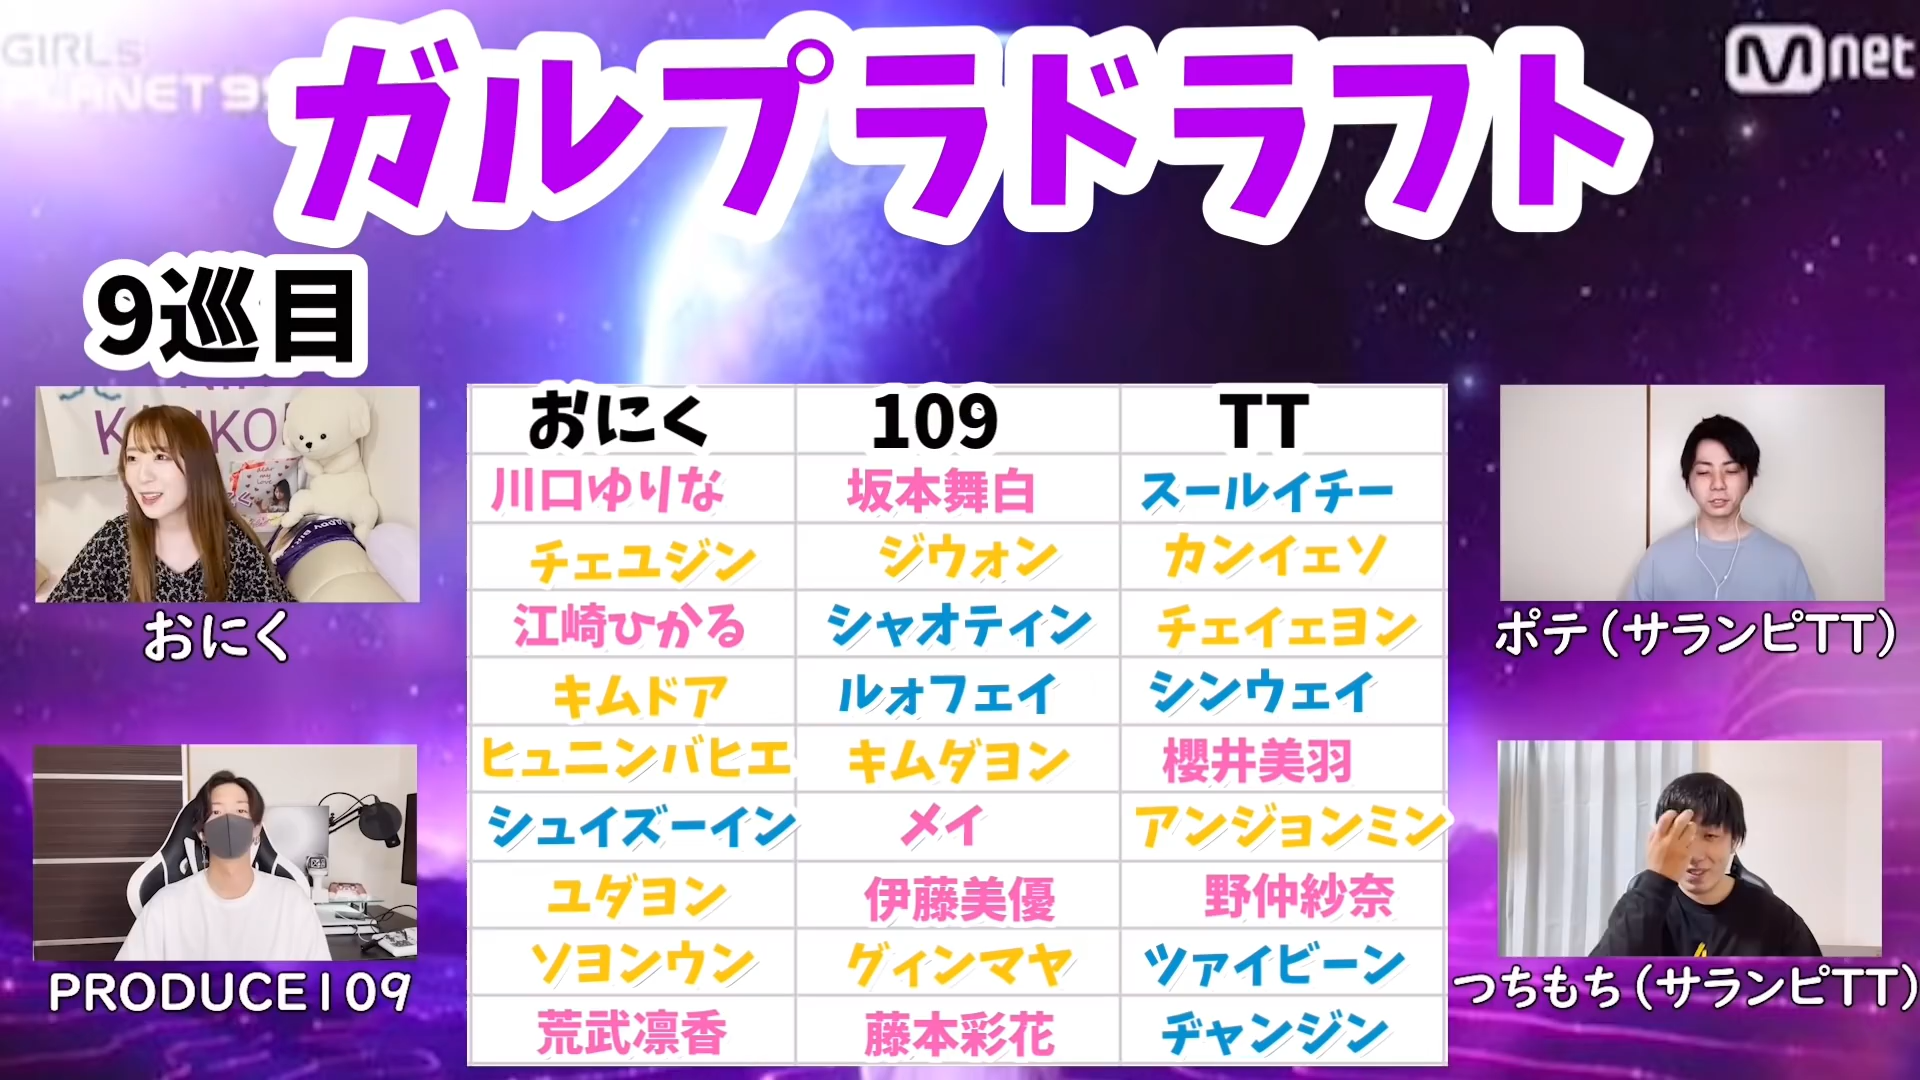 GIRLs
PLANET 99
Mnet
ガルプラドラフト
9巡目
おにく 109 TT
川口ゆりな 坂本舞白 スールイチー
チェユジン ジウォン カンイェソ
江崎ひかる シャオティン チェイェヨン
キムドア ルォフェイ シンウェイ
ヒュニンバヒエ キムダヨン 櫻井美羽
シュイズーイン メイ アンジョンミン
ユダヨン 伊藤美優 野仲紗奈
ソヨンウン グィンマヤ ツァイビーン
荒武凛香 藤本彩花 ヂャンジン
おにく
PRODUCE109
ポテ(サランピTT)
つちもち(サランピTT)